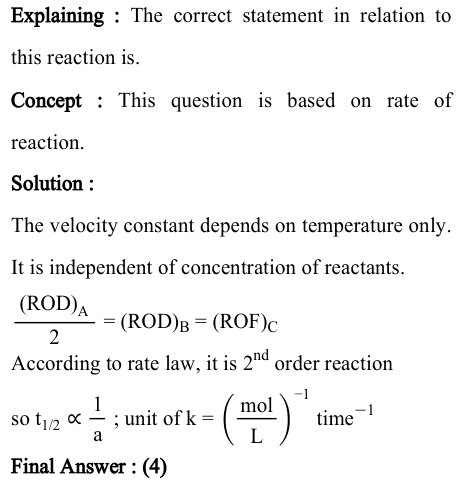 Explaining : The correct statement in relation to
this reaction is.
Concept : This question is based on rate of
reaction.
Solution :
The velocity constant depends on temperature only.
It is independent of concentration of reactants.
(ROD)A / 2 = (ROD)B = (ROF)C
According to rate law, it is 2nd order reaction
so t1/2 ∝ 1/a ; unit of k = (mol/L)^−1 time^−1
Final Answer : (4)